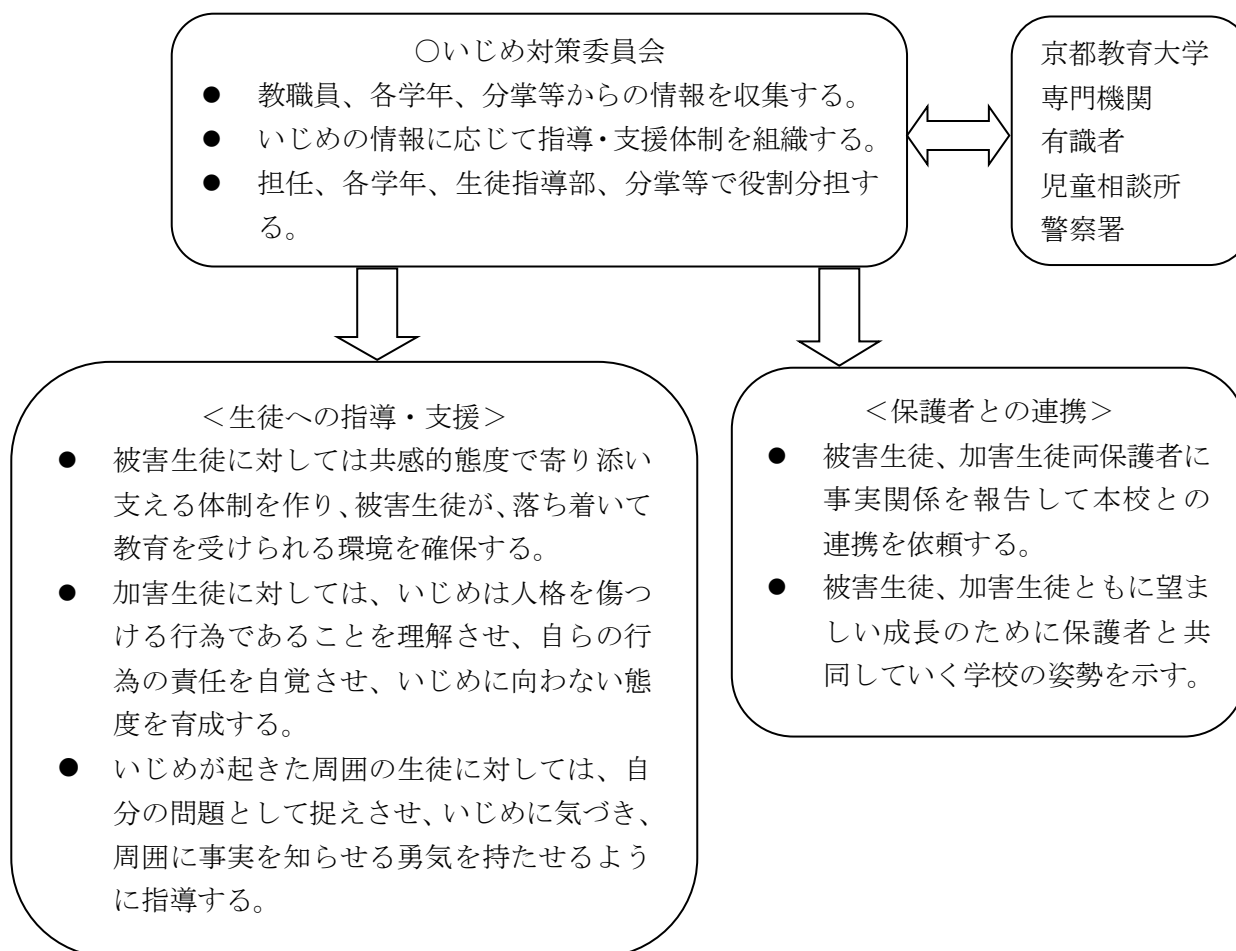 ○いじめ対策委員会
● 教職員、各学年、分掌等からの情報を収集する。
● いじめの情報に応じて指導・支援体制を組織する。
● 担任、各学年、生徒指導部、分掌等で役割分担す
る。
京都教育大学
専門機関
有識者
児童相談所
警察署
＜生徒への指導・支援＞
● 被害生徒に対しては共感的態度で寄り添い
支える体制を作り、被害生徒が、落ち着いて
教育を受けられる環境を確保する。
● 加害生徒に対しては、いじめは人格を傷つ
ける行為であることを理解させ、自らの行
為の責任を自覚させ、いじめに向わない態
度を育成する。
● いじめが起きた周囲の生徒に対しては、自
分の問題として捉えさせ、いじめに気づき、
周囲に事実を知らせる勇気を持たせるよう
に指導する。
＜保護者との連携＞
● 被害生徒、加害生徒両保護者に
事実関係を報告して本校との
連携を依頼する。
● 被害生徒、加害生徒ともに望ま
しい成長のために保護者と共
同していく学校の姿勢を示す。